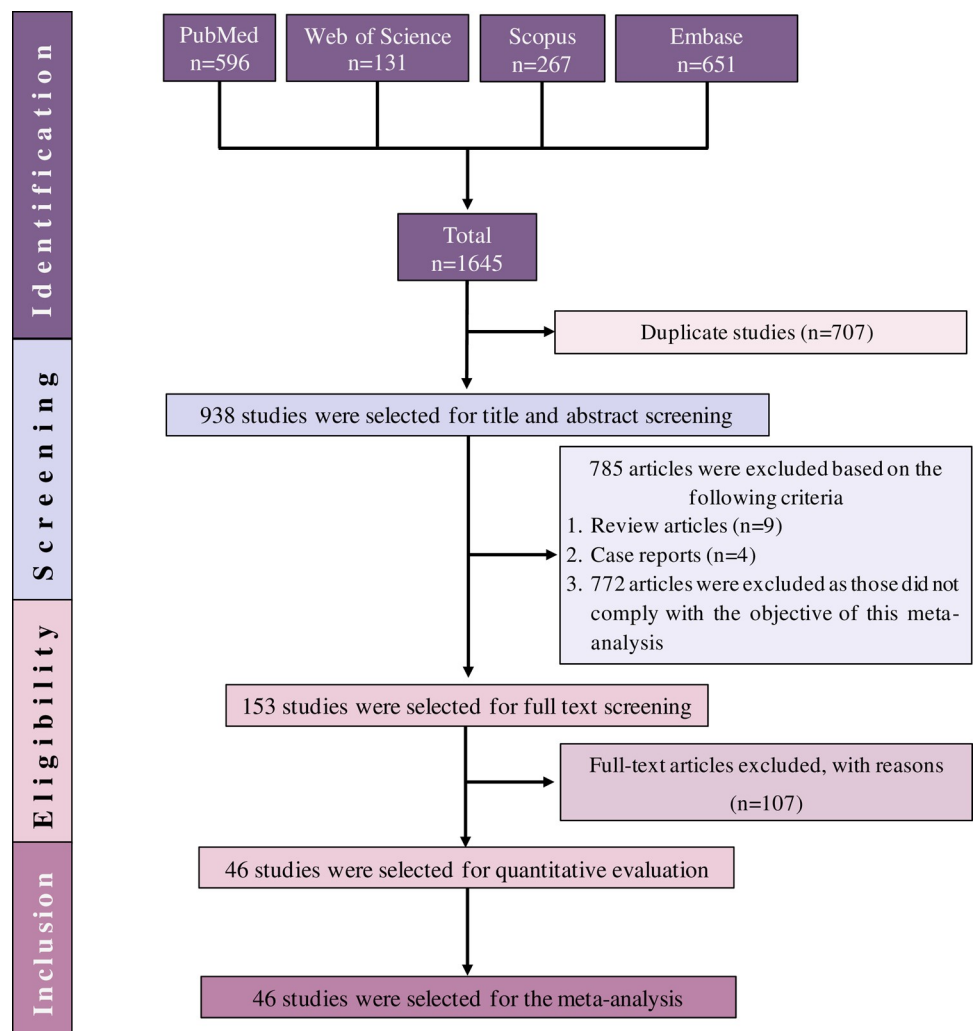 PubMed
n=596
Web of Science
n=131
Scopus
n=267
Embase
n=651
Identification
Total
n=1645
Duplicate studies (n=707)
Screening
938 studies were selected for title and abstract screening
785 articles were excluded based on the
following criteria
1. Review articles (n=9)
2. Case reports (n=4)
3. 772 articles were excluded as those did not
comply with the objective of this meta-
analysis
Eligibility
153 studies were selected for full text screening
Full-text articles excluded, with reasons
(n=107)
46 studies were selected for quantitative evaluation
Inclusion
46 studies were selected for the meta-analysis